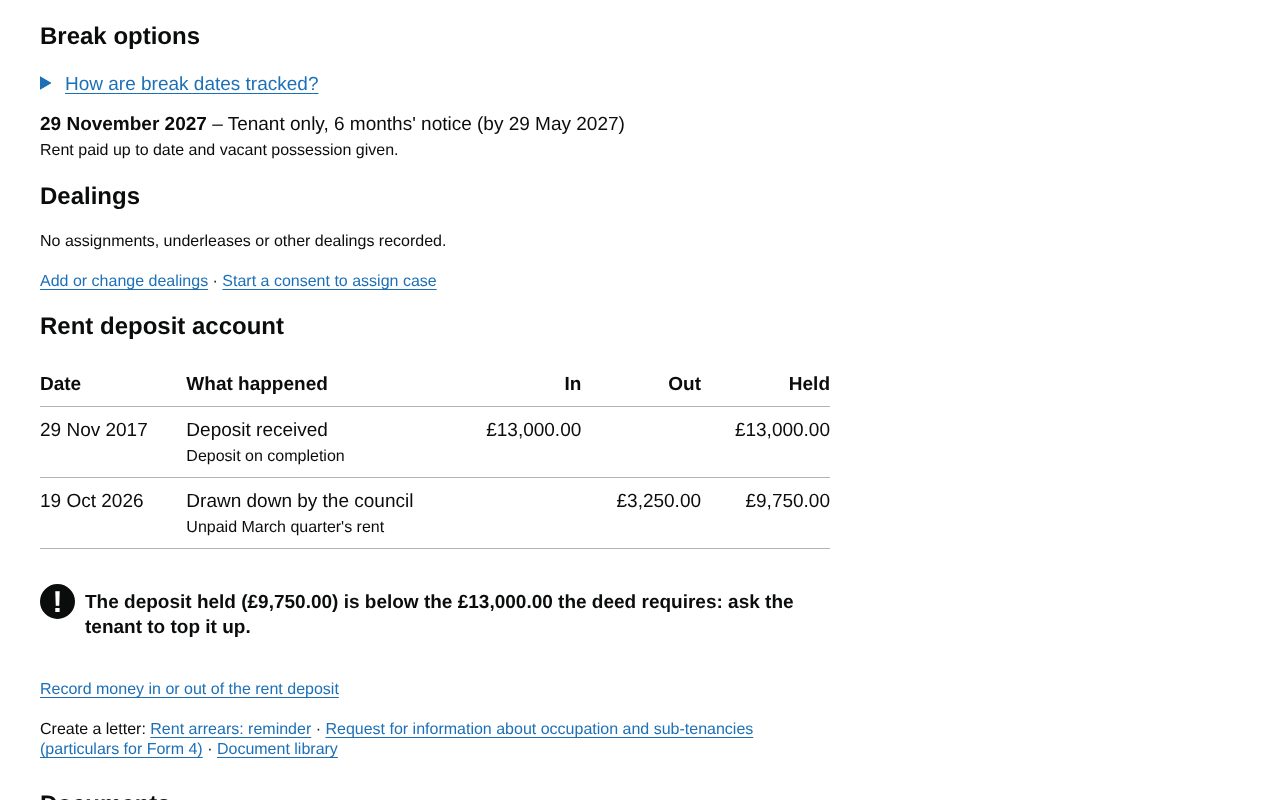 Break options
How are break dates tracked?
29 November 2027 – Tenant only, 6 months' notice (by 29 May 2027)
Rent paid up to date and vacant possession given.
Dealings
No assignments, underleases or other dealings recorded.
Add or change dealings · Start a consent to assign case
Rent deposit account
Date What happened In Out Held
29 Nov 2017 Deposit received £13,000.00 £13,000.00
Deposit on completion
19 Oct 2026 Drawn down by the council £3,250.00 £9,750.00
Unpaid March quarter's rent
! The deposit held (£9,750.00) is below the £13,000.00 the deed requires: ask the
tenant to top it up.
Record money in or out of the rent deposit
Create a letter: Rent arrears: reminder · Request for information about occupation and sub-tenancies
(particulars for Form 4) · Document library
Documents